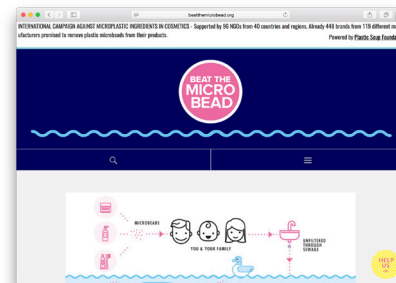 beatthemicrobead.org
INTERNATIONAL CAMPAIGN AGAINST MICROPLASTIC INGREDIENTS IN COSMETICS - Supported by 96 NGOs from 40 countries and regions. Already 448 brands from 119 different ma
ufacturers promised to remove plastic microbeads from their products.
Powered by Plastic Soup Founda
BEAT THE
MICRO
BEAD
MICROBEADS
YOU & YOUR FAMILY
UNFILTERED
THROUGH
SEWAGE
HELP
US